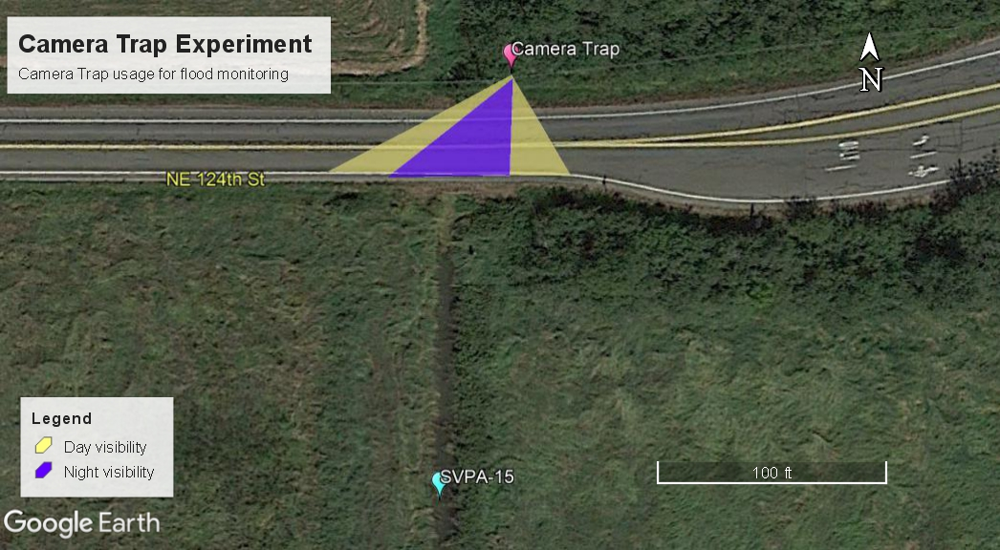 Camera Trap Experiment
Camera Trap usage for flood monitoring
Camera Trap
N
NE 124th St
Legend
Day visibility
Night visibility
SVPA-15
100 ft
Google Earth